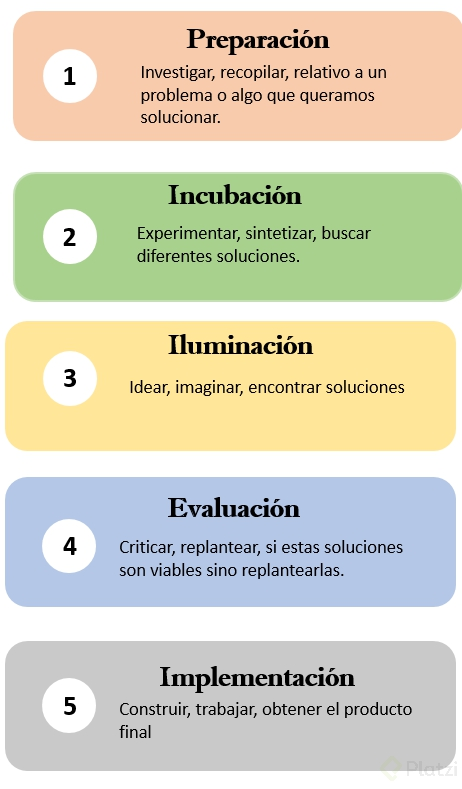 Preparación
1
Investigar, recopilar, relativo a un
problema o algo que queramos
solucionar.
Incubación
2
Experimentar, sintetizar, buscar
diferentes soluciones.
Iluminación
3
Idear, imaginar, encontrar soluciones
Evaluación
4
Criticar, replantear, si estas soluciones
son viables sino replantearlas.
Implementación
5
Construir, trabajar, obtener el producto
final
Platzi